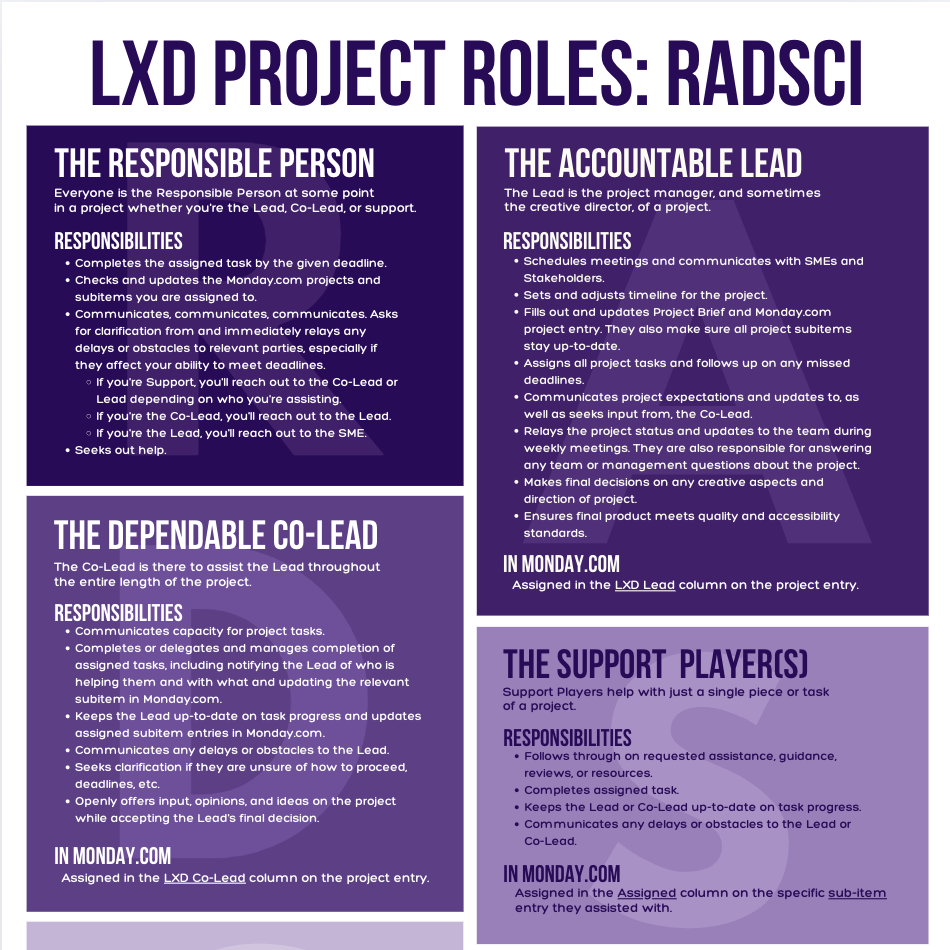 LXD PROJECT ROLES: RADSCI
THE RESPONSIBLE PERSON
Everyone is the Responsible Person at some point
in a project whether you're the Lead, Co-Lead, or support.
RESPONSIBILITIES
• Completes the assigned task by the given deadline.
• Checks and updates the Monday.com projects and
subitems you are assigned to.
• Communicates, communicates, communicates. Asks
for clarification from and immediately relays any
delays or obstacles to relevant parties, especially if
they affect your ability to meet deadlines.
○ If you're Support, you'll reach out to the Co-Lead or
Lead depending on who you're assisting.
○ If you're the Co-Lead, you'll reach out to the Lead.
○ If you're the Lead, you'll reach out to the SME.
• Seeks out help.
THE ACCOUNTABLE LEAD
The Lead is the project manager, and sometimes
the creative director, of a project.
RESPONSIBILITIES
• Schedules meetings and communicates with SMEs and
Stakeholders.
• Sets and adjusts timeline for the project.
• Fills out and updates Project Brief and Monday.com
project entry. They also make sure all project subitems
stay up-to-date.
• Assigns all project tasks and follows up on any missed
deadlines.
• Communicates project expectations and updates to, as
well as seeks input from, the Co-Lead.
• Relays the project status and updates to the team during
weekly meetings. They are also responsible for answering
any team or management questions about the project.
• Makes final decisions on any creative aspects and
direction of project.
• Ensures final product meets quality and accessibility
standards.
IN MONDAY.COM
Assigned in the LXD Lead column on the project entry.
THE DEPENDABLE CO-LEAD
The Co-Lead is there to assist the Lead throughout
the entire length of the project.
RESPONSIBILITIES
• Communicates capacity for project tasks.
• Completes or delegates and manages completion of
assigned tasks, including notifying the Lead of who is
helping them and with what and updating the relevant
subitem in Monday.com.
• Keeps the Lead up-to-date on task progress and updates
assigned subitem entries in Monday.com.
• Communicates any delays or obstacles to the Lead.
• Seeks clarification if they are unsure of how to proceed,
deadlines, etc.
• Openly offers input, opinions, and ideas on the project
while accepting the Lead's final decision.
IN MONDAY.COM
Assigned in the LXD Co-Lead column on the project entry.
THE SUPPORT PLAYER(S)
Support Players help with just a single piece or task
of a project.
RESPONSIBILITIES
• Follows through on requested assistance, guidance,
reviews, or resources.
• Completes assigned task.
• Keeps the Lead or Co-Lead up-to-date on task progress.
• Communicates any delays or obstacles to the Lead or
Co-Lead.
IN MONDAY.COM
Assigned in the Assigned column on the specific sub-item
entry they assisted with.
R
A
D
S